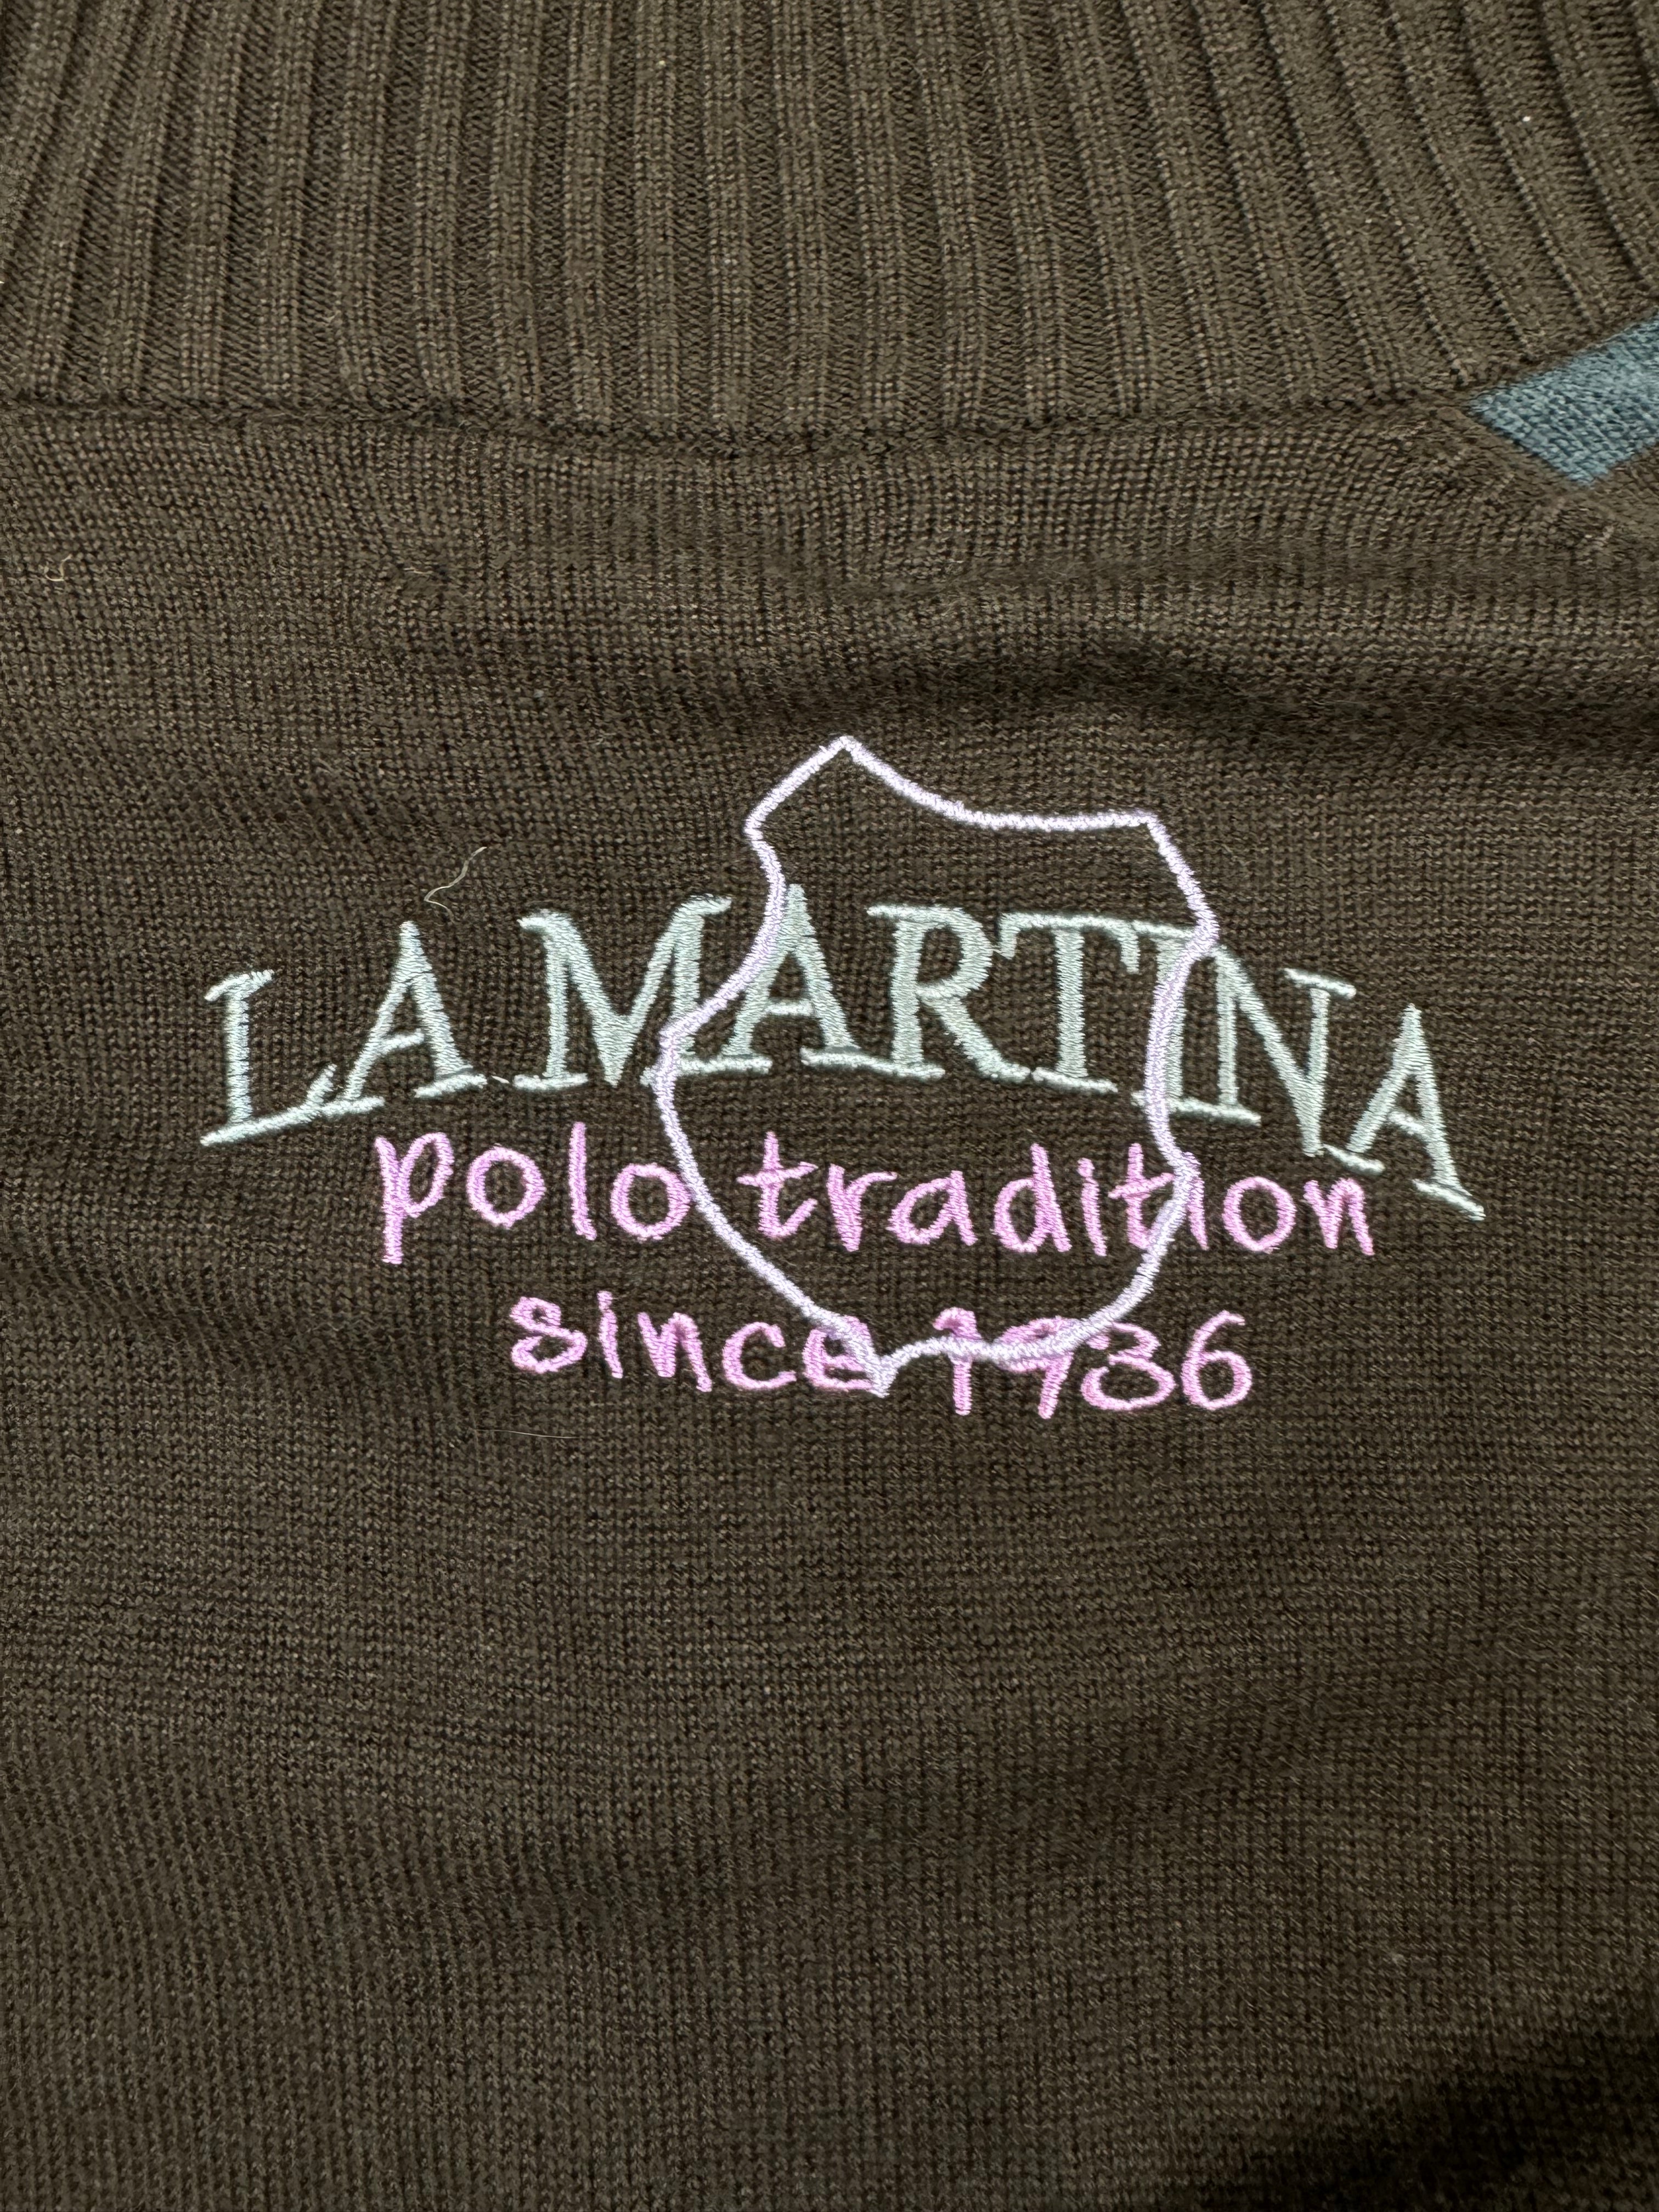 LA MARTINA
polo tradition
since 1936